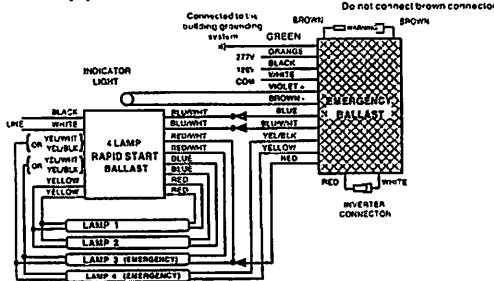 Do not connect brown connector
Connected to the
building grounding
system
BROWN
WARNING
BROWN
GREEN
277V ORANGE
120V BLACK
COM WHITE
VIOLET +
BROWN -
INDICATOR
LIGHT
EMERGENCY
BALLAST
BLUE
BLU/WHT
YEL/BLK
YELLOW
RED
LINE
BLACK
WHITE
OR YEL/WHT
YEL/BLK
OR YEL/WHT
YEL/BLK
YELLOW
YELLOW
4 LAMP
RAPID START
BALLAST
BLU/WHT
BLU/WHT
RED/WHT
RED/WHT
BLUE
BLUE
RED
RED
RED
WHITE
INVERTER
CONNECTOR
LAMP 1
LAMP 2
LAMP 3 (EMERGENCY)
LAMP 4 (EMERGENCY)